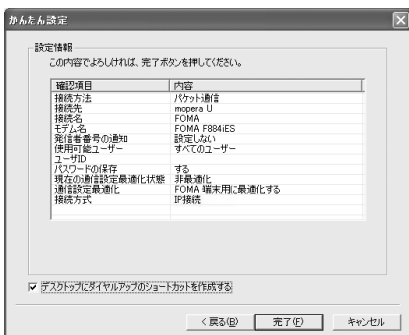 かんたん設定
設定情報
この内容でよろしければ、完了ボタンを押してください。
確認項目 内容
接続方法 パケット通信
接続先 mopera U
接続名 FOMA
モデム名 FOMA F884iES
発信者番号の通知 設定しない
使用可能ユーザー すべてのユーザー
ユーザID
パスワードの保存 する
現在の通信設定最適化状態 非最適化
通信設定最適化 FOMA 端末用に最適化する
接続方式 IP接続
デスクトップにダイヤルアップのショートカットを作成する
< 戻る(B) 完了(F) キャンセル